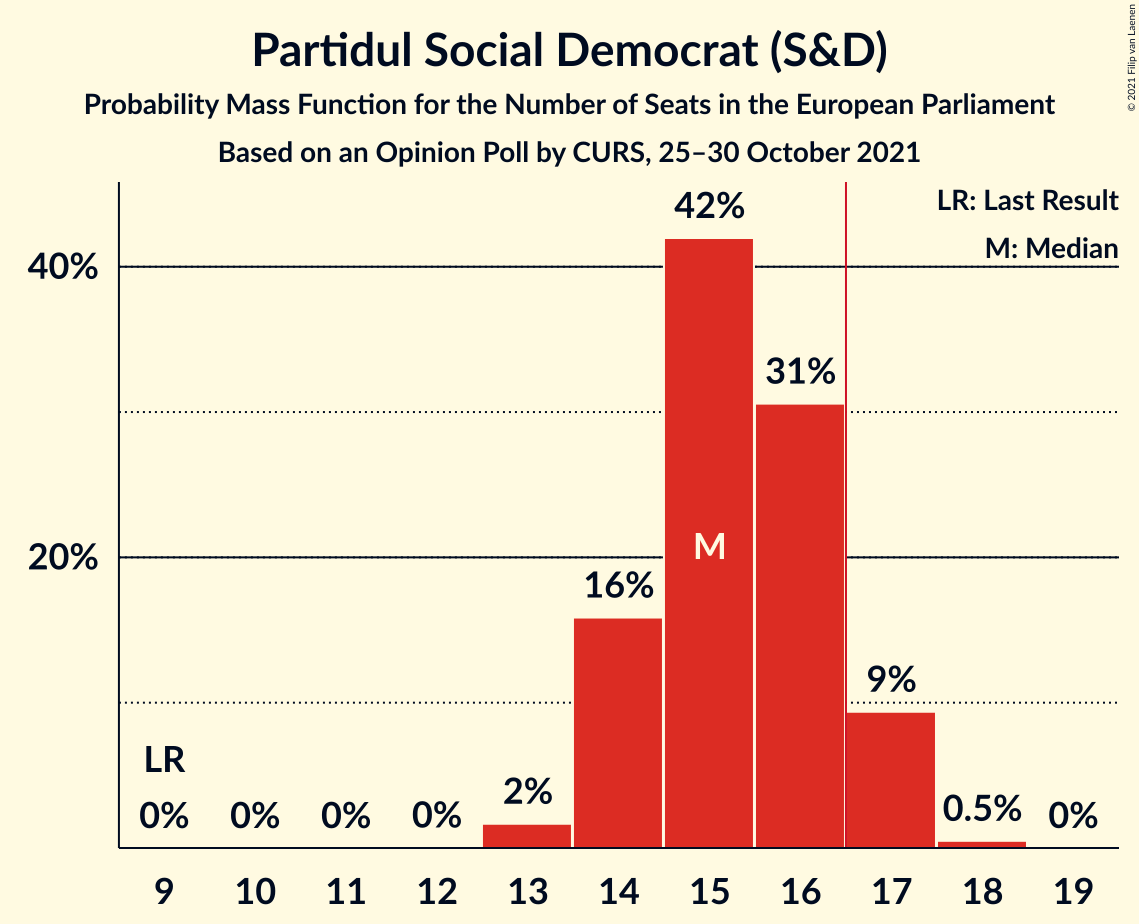 Partidul Social Democrat (S&D)
Probability Mass Function for the Number of Seats in the European Parliament
Based on an Opinion Poll by CURS, 25–30 October 2021
© 2021 Filip van Laenen
LR: Last Result
M: Median
40%
20%
LR
0%
0%
0%
0%
2%
16%
42%
M
31%
9%
0.5%
0%
9 10 11 12 13 14 15 16 17 18 19